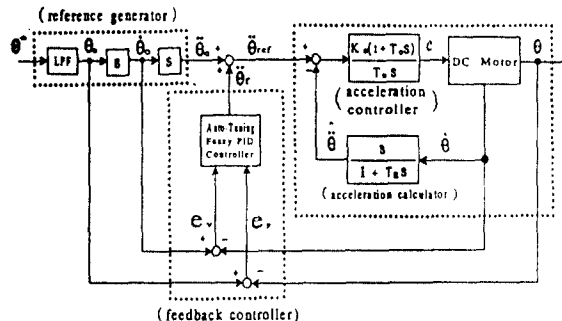 (reference generator)
θ*
LPF
θₐ
S
θ̇ₐ
S
θ̈ₐ
+
+
θ̈ref
θ̈r
+
−
Kₐ(1+TₐS)
TₐS
c
DC Motor
θ
(acceleration
controller)
Auto-Tuning
Fuzzy PID
Controller
θ̈^
S
1 + TₐS
θ̇
(acceleration calculator)
eᵥ
eₚ
+
−
+
−
(feedback controller)